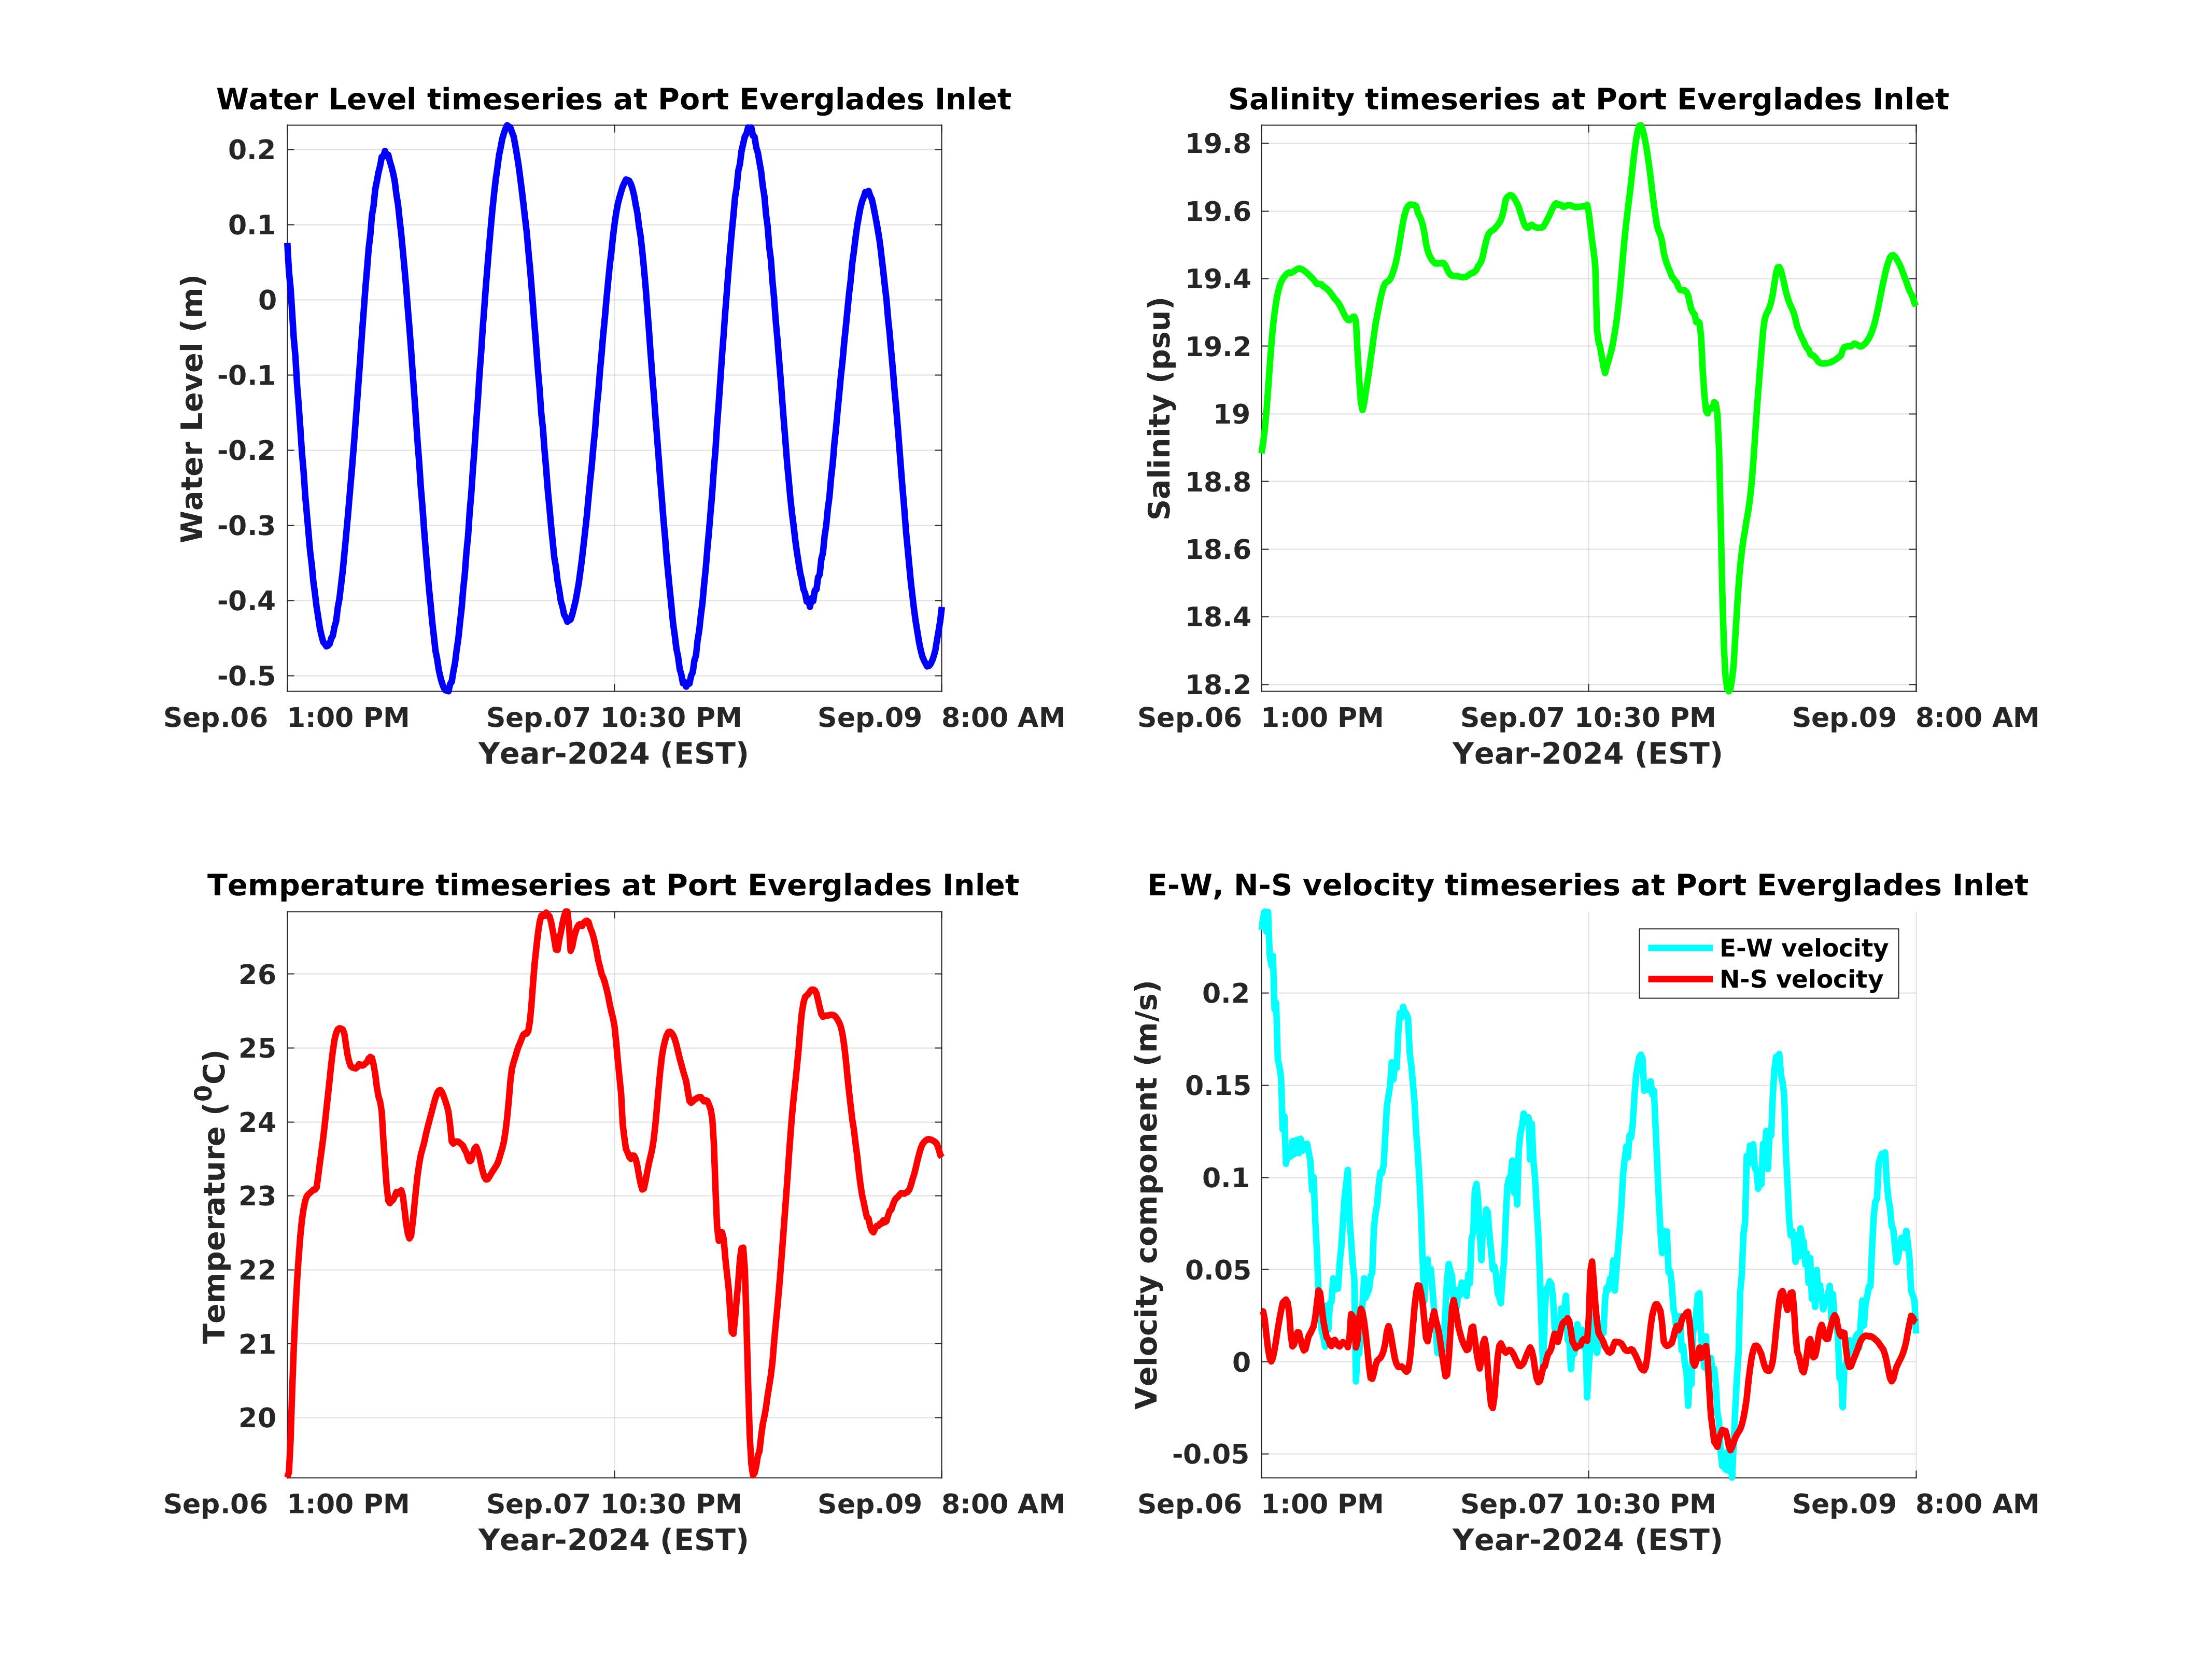 Water Level timeseries at Port Everglades Inlet
Water Level (m)
0.2
0.1
0
-0.1
-0.2
-0.3
-0.4
-0.5
Sep.06 1:00 PM
Sep.07 10:30 PM
Sep.09 8:00 AM
Year-2024 (EST)
Salinity timeseries at Port Everglades Inlet
Salinity (psu)
19.8
19.6
19.4
19.2
19
18.8
18.6
18.4
18.2
Sep.06 1:00 PM
Sep.07 10:30 PM
Sep.09 8:00 AM
Year-2024 (EST)
Temperature timeseries at Port Everglades Inlet
Temperature (⁰C)
26
25
24
23
22
21
20
Sep.06 1:00 PM
Sep.07 10:30 PM
Sep.09 8:00 AM
Year-2024 (EST)
E-W, N-S velocity timeseries at Port Everglades Inlet
Velocity component (m/s)
0.2
0.15
0.1
0.05
0
-0.05
E-W velocity
N-S velocity
Sep.06 1:00 PM
Sep.07 10:30 PM
Sep.09 8:00 AM
Year-2024 (EST)